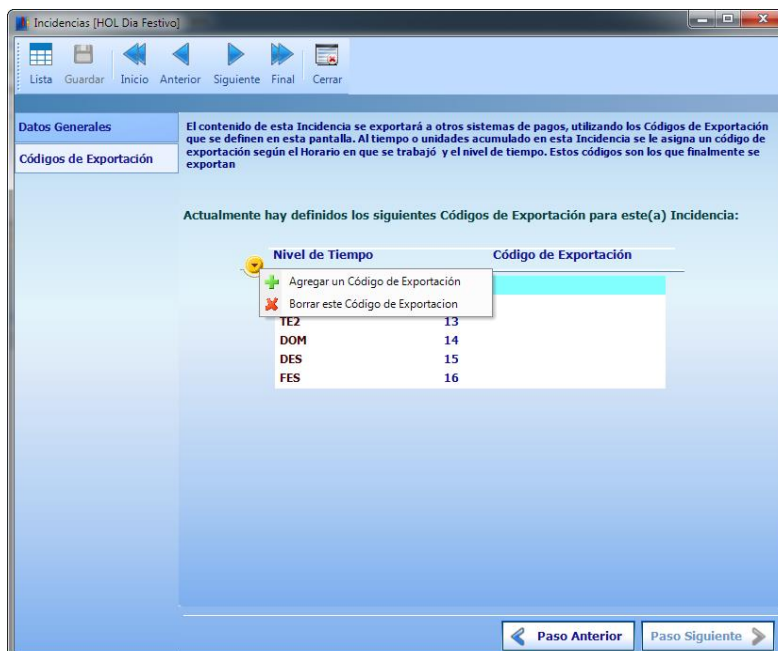 Incidencias [HOL Dia Festivo]
Lista Guardar Inicio Anterior Siguiente Final Cerrar
Datos Generales
Códigos de Exportación
El contenido de esta Incidencia se exportará a otros sistemas de pagos, utilizando los Códigos de Exportación
que se definen en esta pantalla. Al tiempo o unidades acumulado en esta Incidencia se le asigna un código de
exportación según el Horario en que se trabajó y el nivel de tiempo. Estos códigos son los que finalmente se
exportan
Actualmente hay definidos los siguientes Códigos de Exportación para este(a) Incidencia:
Nivel de Tiempo Código de Exportación
Agregar un Código de Exportación
Borrar este Código de Exportacion
TE2 13
DOM 14
DES 15
FES 16
Paso Anterior Paso Siguiente